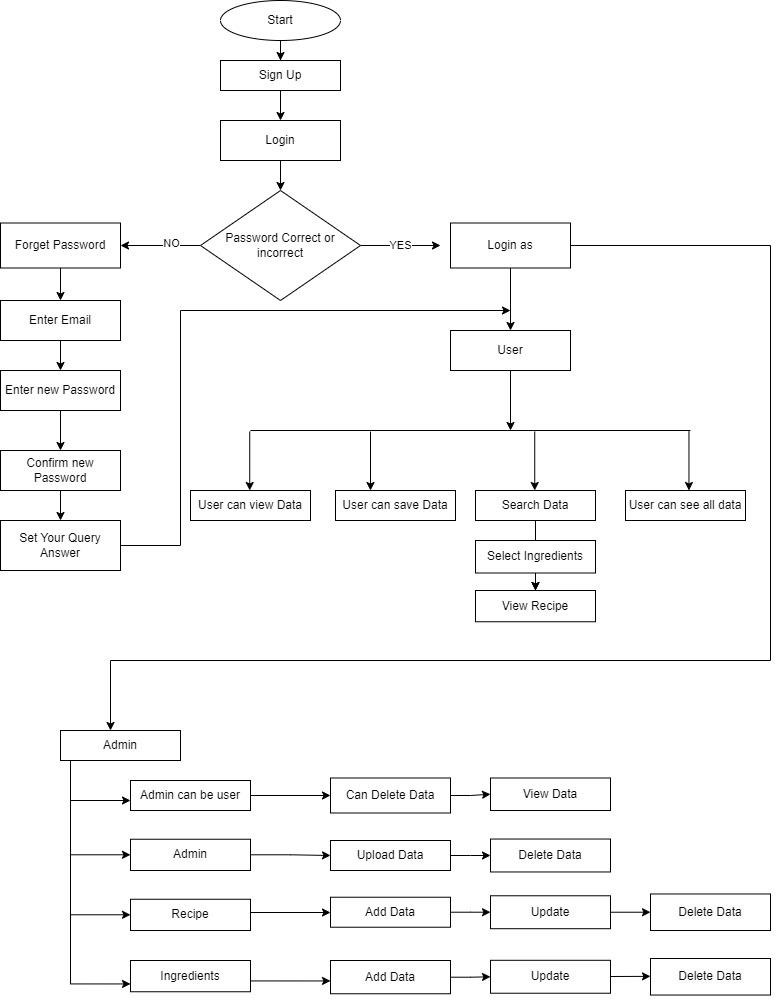 Start
Sign Up
Login
Password Correct or
incorrect
NO
YES
Forget Password
Login as
Enter Email
User
Enter new Password
Confirm new
Password
Set Your Query
Answer
User can view Data
User can save Data
Search Data
User can see all data
Select Ingredients
View Recipe
Admin
Admin can be user
Can Delete Data
View Data
Admin
Upload Data
Delete Data
Recipe
Add Data
Update
Delete Data
Ingredients
Add Data
Update
Delete Data